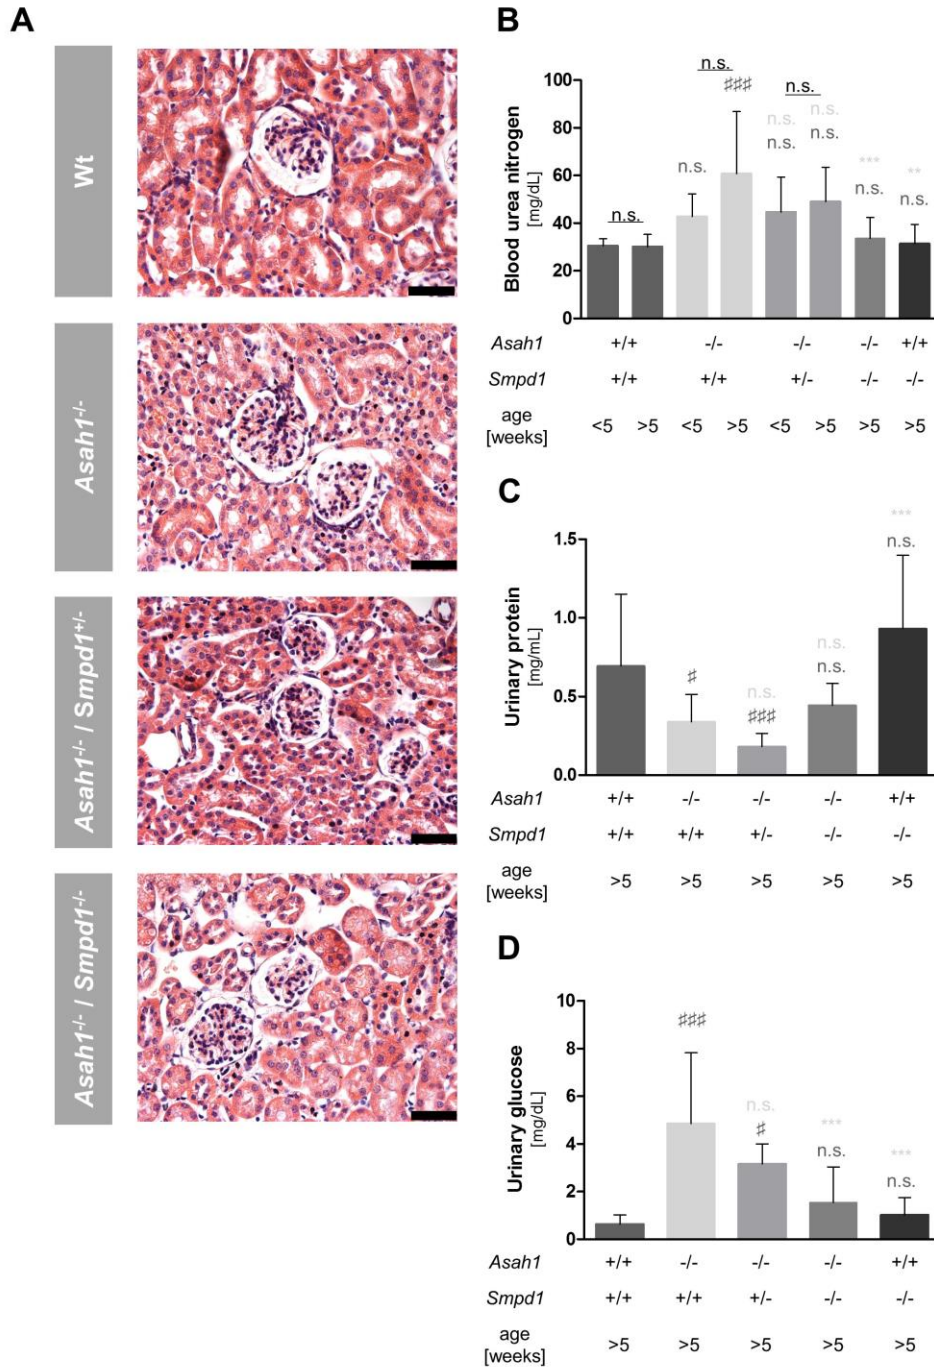 A
Wt
Asah1-/-
Asah1-/- / Smpd1+/-
Asah1-/- / Smpd1-/-
B
n.s.
n.s.
♯♯♯
n.s. n.s.
n.s. n.s. n.s.
*** **
n.s. n.s. n.s.
100
80
60
40
20
0
Blood urea nitrogen
[mg/dL]
Asah1 +/+ -/- -/- -/- +/+
Smpd1 +/+ +/+ +/- -/- -/-
age
[weeks] <5 >5 <5 >5 <5 >5 >5 >5
C
***
n.s.
n.s.
♯ n.s. n.s.
♯♯♯
1.5
1.0
0.5
0.0
Urinary protein
[mg/mL]
Asah1 +/+ -/- -/- -/- +/+
Smpd1 +/+ +/+ +/- -/- -/-
age
[weeks] >5 >5 >5 >5 >5
D
♯♯♯
n.s. ***
♯ n.s. ***
n.s.
10
8
6
4
2
0
Urinary glucose
[mg/dL]
Asah1 +/+ -/- -/- -/- +/+
Smpd1 +/+ +/+ +/- -/- -/-
age
[weeks] >5 >5 >5 >5 >5